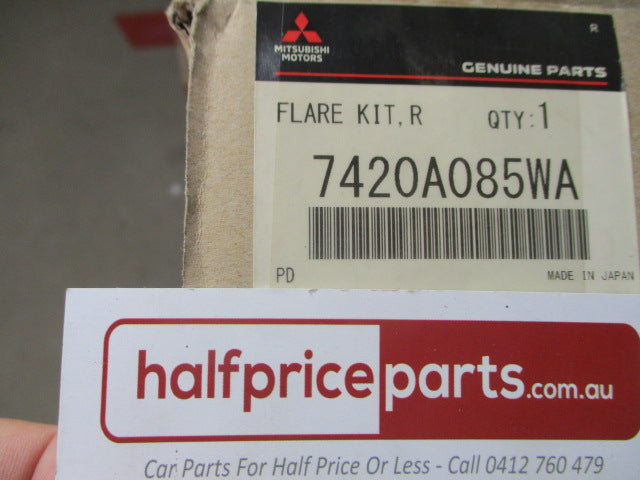 R
MITSUBISHI
MOTORS
GENUINE PARTS
FLARE KIT,R QTY:1
7420A085WA
PD MADE IN JAPAN
halfpriceparts.com.au
Car Parts For Half Price Or Less - Call 0412 760 479